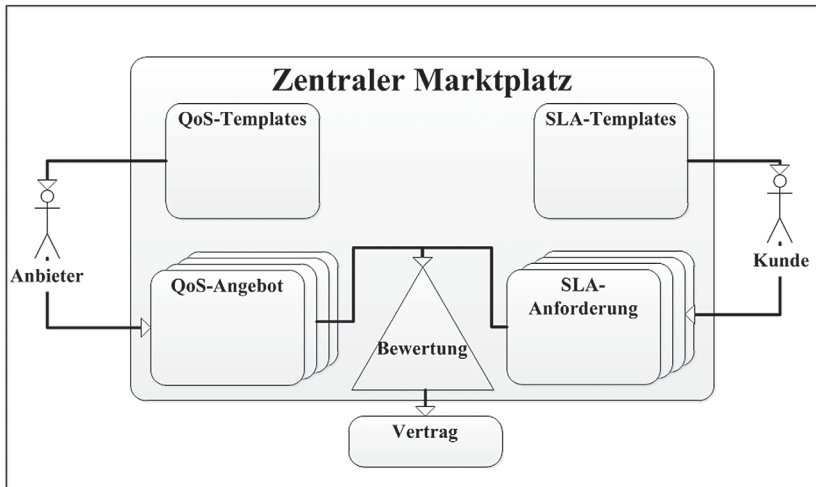 Zentraler Marktplatz
QoS-Templates
SLA-Templates
Anbieter
Kunde
QoS-Angebot
SLA-
Anforderung
Bewertung
Vertrag